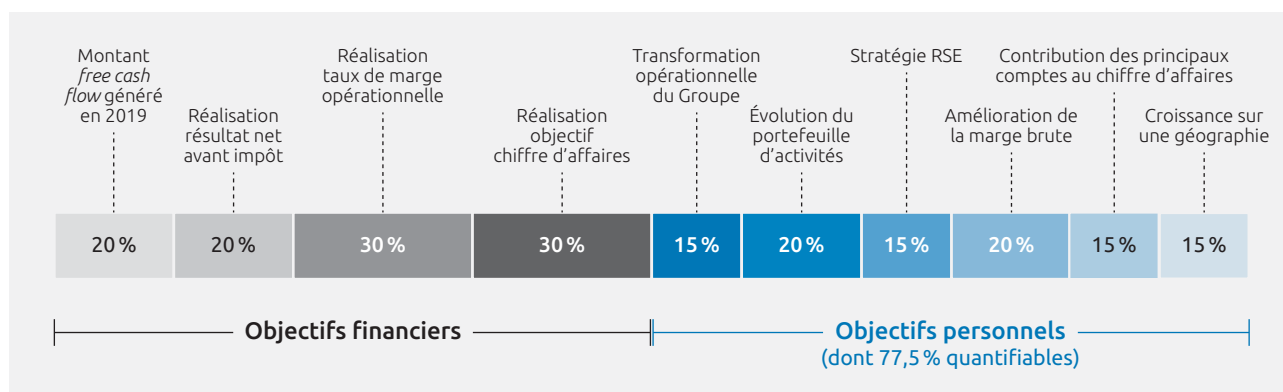 Montant
free cash
flow généré
en 2019
Réalisation
résultat net
avant impôt
Réalisation
taux de marge
opérationnelle
Réalisation
objectif
chiffre d'affaires
Transformation
opérationnelle
du Groupe
Évolution du
portefeuille
d'activités
Stratégie RSE
Amélioration de
la marge brute
Contribution des principaux
comptes au chiffre d'affaires
Croissance sur
une géographie
20 %
20 %
30 %
30 %
15 %
20 %
15 %
20 %
15 %
15 %
Objectifs financiers
Objectifs personnels
(dont 77,5 % quantifiables)